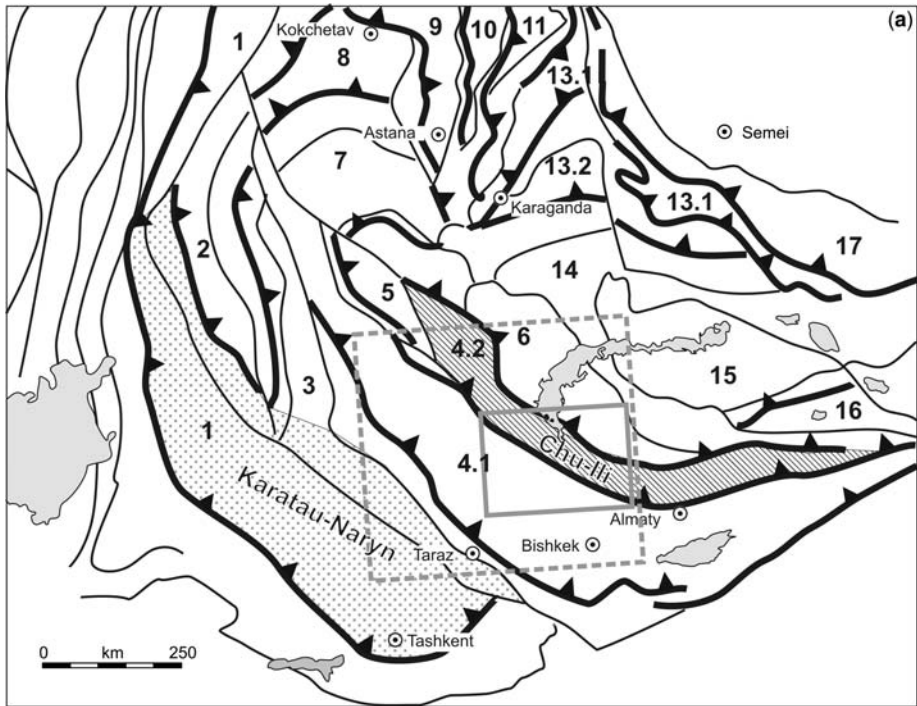 (a)
Kokchetav
1
9
10
11
8
13.1
Astana
Semei
7
13.2
Karaganda
13.1
2
17
5
14
4.2
6
3
15
16
1
4.1
Chu-Ili
Karatau-Naryn
Almaty
Taraz
Bishkek
Tashkent
0 km 250